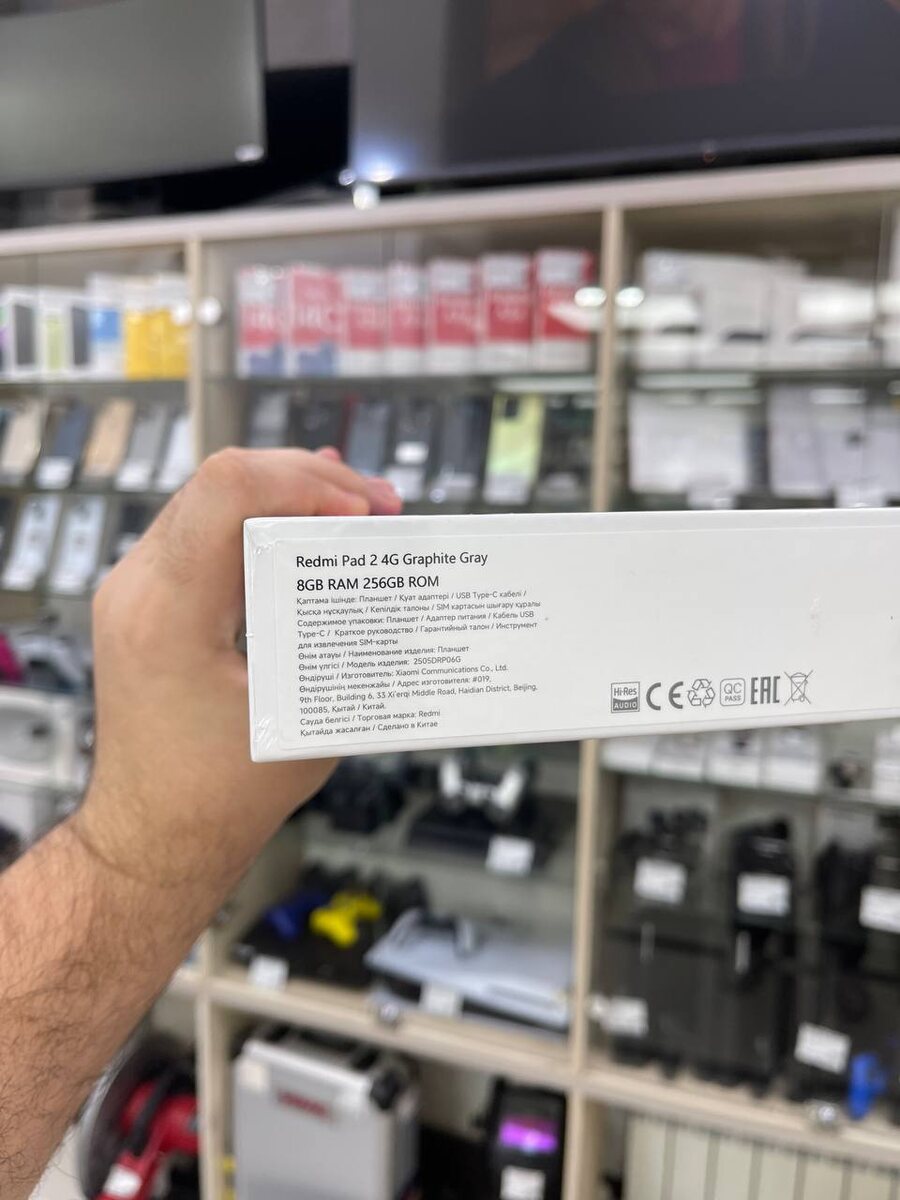 Redmi Pad 2 4G Graphite Gray
8GB RAM 256GB ROM
Қаптама ішінде: Планшет / Қуат адаптері / USB Type-C кабелі /
Қысқа нұсқаулық / Кепілдік талоны / SIM картасын шығару құралы
Содержимое упаковки: Планшет / Адаптер питания / Кабель USB
Type-C / Краткое руководство / Гарантийный талон / Инструмент
для извлечения SIM-карты
Өнім атауы / Наименование изделия: Планшет
Өнім үлгісі / Модель изделия: 2505DRP06G
Өндіруші / Изготовитель: Xiaomi Communications Co., Ltd.
Өндірушінің мекенжайы / Адрес изготовителя: #019,
9th Floor, Building 6, 33 Xi'erqi Middle Road, Haidian District, Beijing,
100085, Қытай / Китай.
Сауда белгісі / Торговая марка: Redmi
Қытайда жасалған / Сделано в Китае
Hi-Res
AUDIO
CE
QC
PASS
EAC